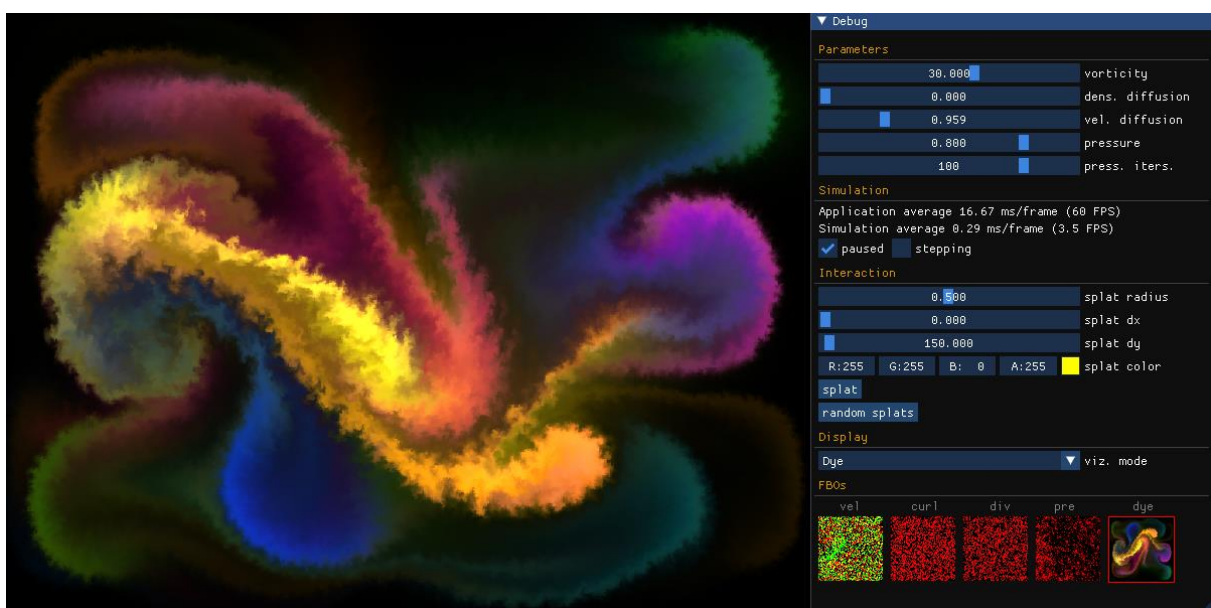 Debug
Parameters
30.000 vorticity
0.000 dens. diffusion
0.959 vel. diffusion
0.800 pressure
100 press. iters.
Simulation
Application average 16.67 ms/frame (60 FPS)
Simulation average 0.29 ms/frame (3.5 FPS)
paused stepping
Interaction
0.500 splat radius
0.000 splat dx
150.000 splat dy
R:255 G:255 B: 0 A:255 splat color
splat
random splats
Display
Dye viz. mode
FBOs
vel curl div pre dye